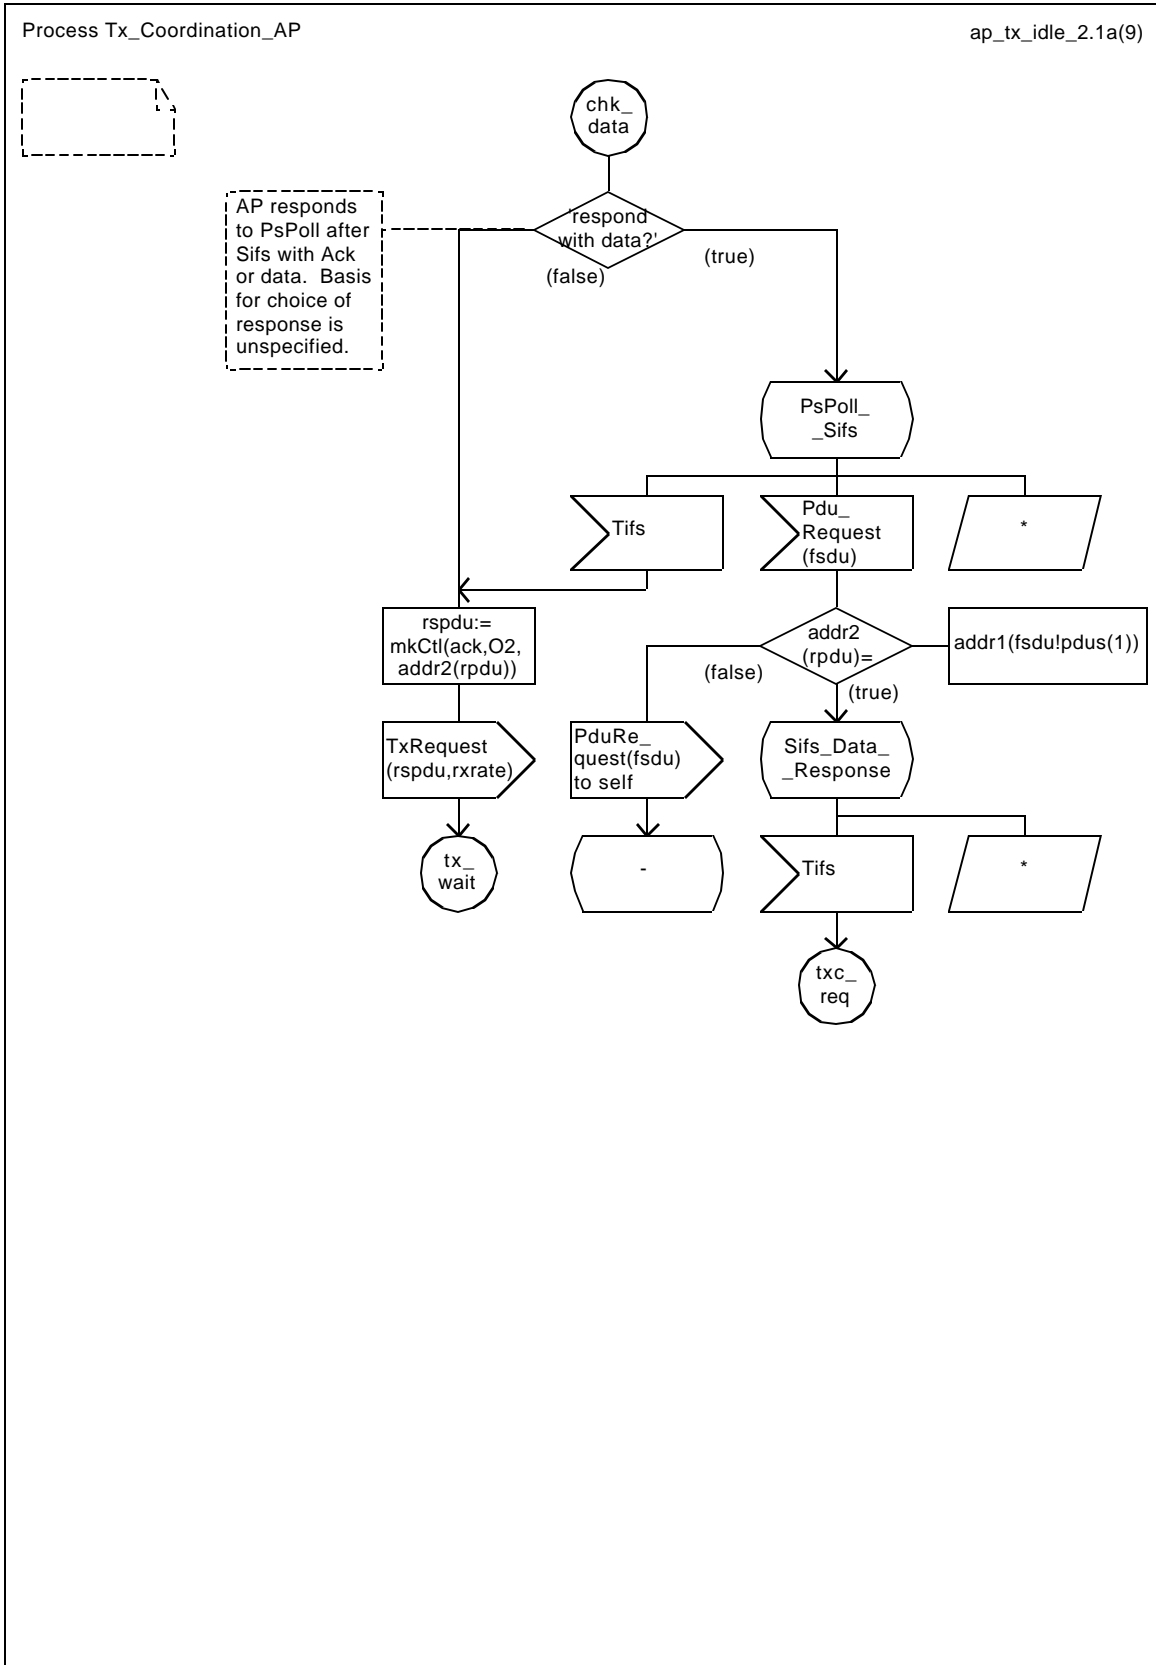 Process Tx_Coordination_AP
ap_tx_idle_2.1a(9)
chk_
data
'respond
with data?'
(false)
(true)
AP responds
to PsPoll after
Sifs with Ack
or data.  Basis
for choice of
response is
unspecified.
PsPoll_
_Sifs
Tifs
Pdu_
Request
(fsdu)
*
rspdu:=
mkCtl(ack,O2,
addr2(rpdu))
addr2
(rpdu)=
addr1(fsdu!pdus(1))
(false)
(true)
TxRequest
(rspdu,rxrate)
PduRe_
quest(fsdu)
to self
Sifs_Data_
_Response
tx_
wait
-
Tifs
*
txc_
req